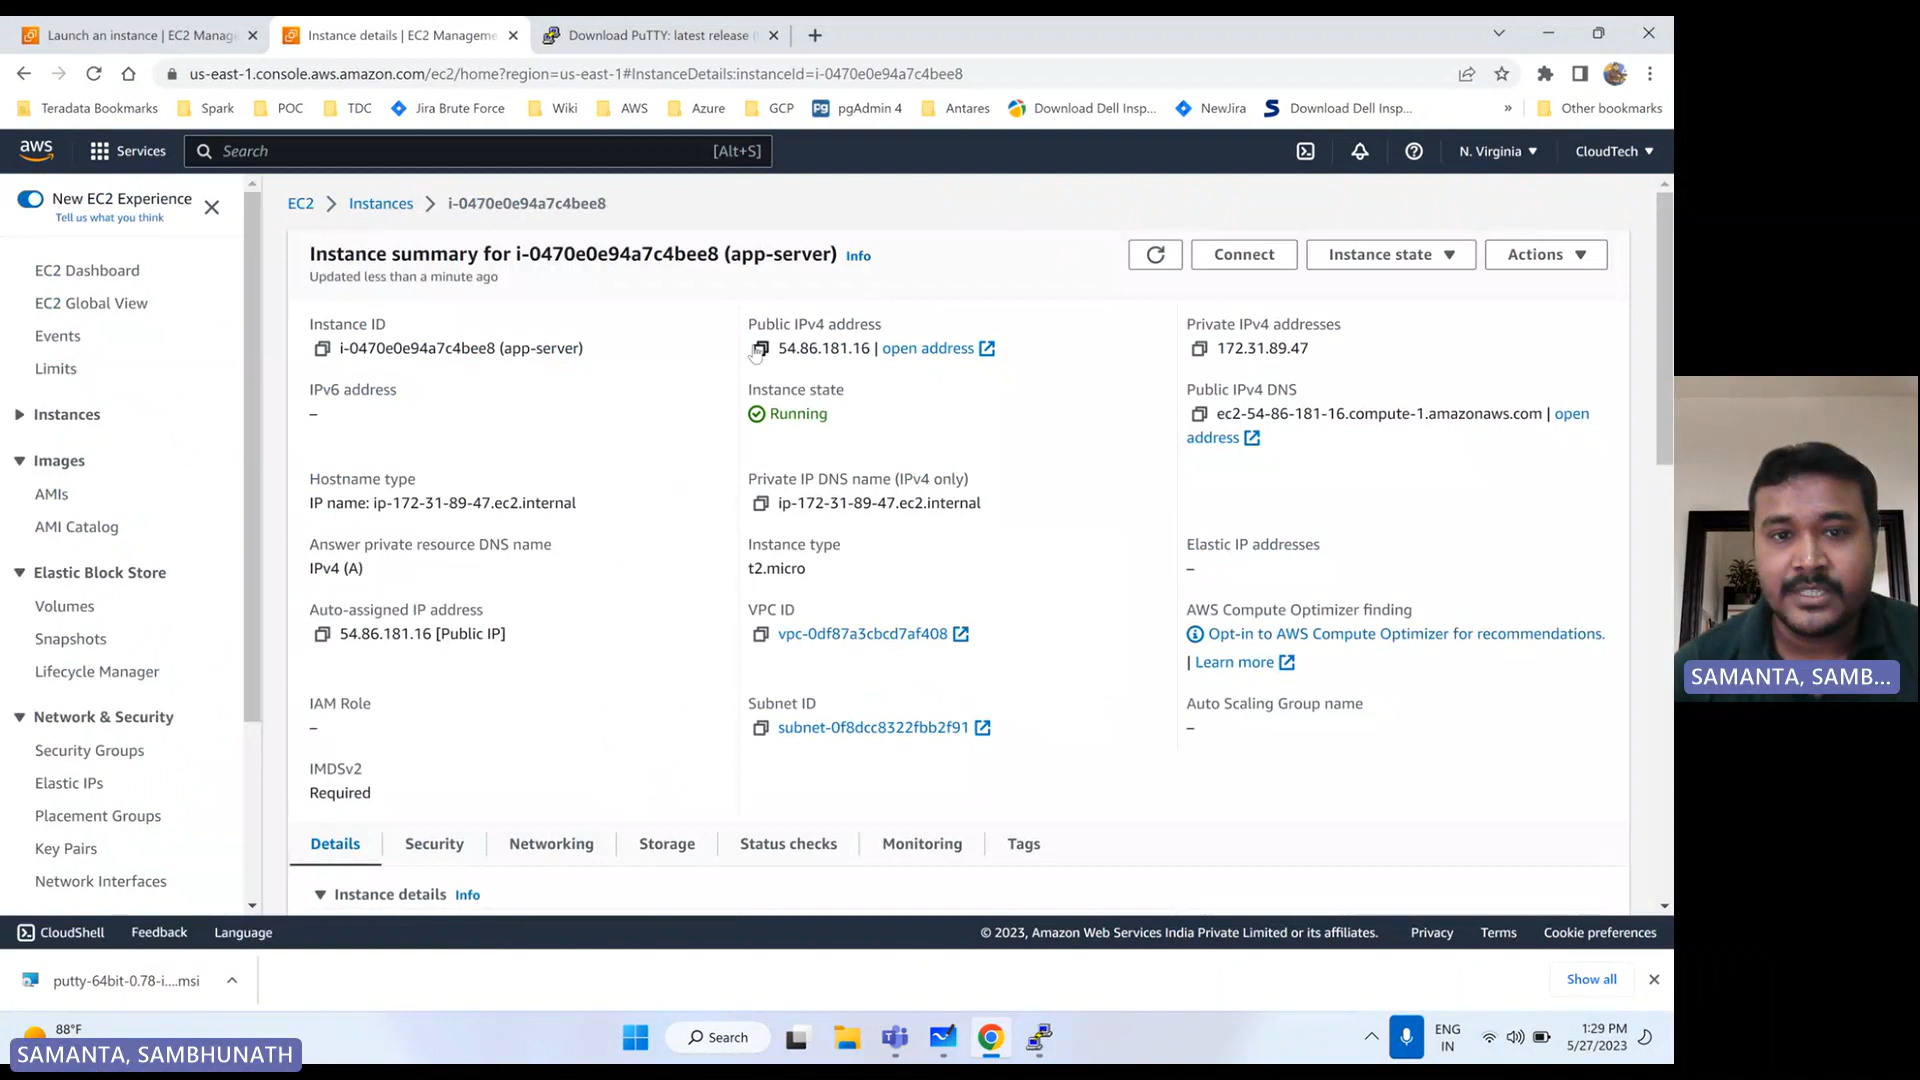 Launch an instance | EC2 Manag
Instance details | EC2 Manageme
Download PuTTY: latest release (
us-east-1.console.aws.amazon.com/ec2/home?region=us-east-1#InstanceDetails:instanceId=i-0470e0e94a7c4bee8
Teradata Bookmarks
Spark
POC
TDC
Jira Brute Force
Wiki
AWS
Azure
GCP
pgAdmin 4
Antares
Download Dell Insp...
NewJira
Download Dell Insp...
»
Other bookmarks
aws
Services
Search
[Alt+S]
N. Virginia
CloudTech
New EC2 Experience
Tell us what you think
EC2 Dashboard
EC2 Global View
Events
Limits
Instances
Images
AMIs
AMI Catalog
Elastic Block Store
Volumes
Snapshots
Lifecycle Manager
Network & Security
Security Groups
Elastic IPs
Placement Groups
Key Pairs
Network Interfaces
EC2 > Instances > i-0470e0e94a7c4bee8
Instance summary for i-0470e0e94a7c4bee8 (app-server) Info
Updated less than a minute ago
Connect
Instance state
Actions
Instance ID
i-0470e0e94a7c4bee8 (app-server)
Public IPv4 address
54.86.181.16 | open address
Private IPv4 addresses
172.31.89.47
IPv6 address
–
Instance state
Running
Public IPv4 DNS
ec2-54-86-181-16.compute-1.amazonaws.com | open
address
Hostname type
IP name: ip-172-31-89-47.ec2.internal
Private IP DNS name (IPv4 only)
ip-172-31-89-47.ec2.internal
Answer private resource DNS name
IPv4 (A)
Instance type
t2.micro
Elastic IP addresses
–
Auto-assigned IP address
54.86.181.16 [Public IP]
VPC ID
vpc-0df87a3cbcd7af408
AWS Compute Optimizer finding
Opt-in to AWS Compute Optimizer for recommendations.
| Learn more
IAM Role
–
Subnet ID
subnet-0f8dcc8322fbb2f91
Auto Scaling Group name
–
IMDSv2
Required
Details
Security
Networking
Storage
Status checks
Monitoring
Tags
Instance details Info
CloudShell
Feedback
Language
© 2023, Amazon Web Services India Private Limited or its affiliates.
Privacy
Terms
Cookie preferences
putty-64bit-0.78-i....msi
Show all
88°F
Search
ENG
IN
1:29 PM
5/27/2023
SAMANTA, SAMBHUNATH
SAMANTA, SAMB...